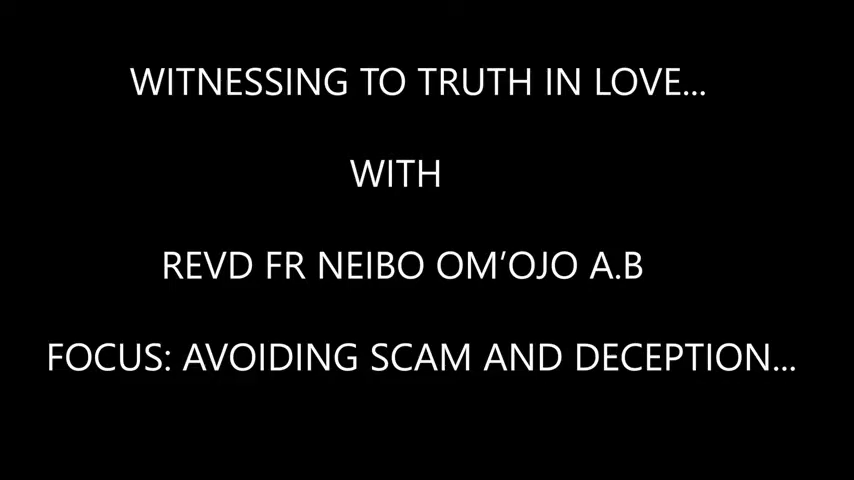 WITNESSING TO TRUTH IN LOVE...
WITH
REVD FR NEIBO OM’OJO A.B
FOCUS: AVOIDING SCAM AND DECEPTION...